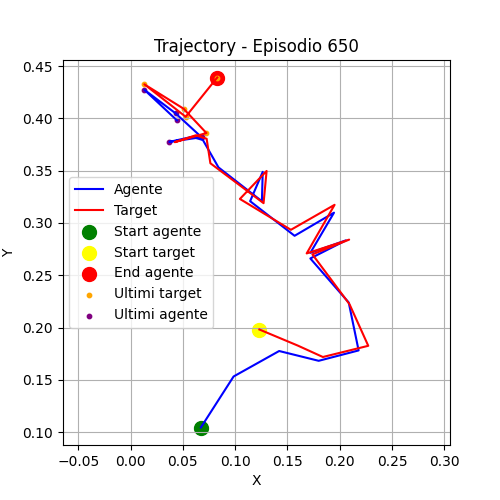 Trajectory - Episodio 650
0.45
0.40
0.35
0.30
0.25
0.20
0.15
0.10
Y
Agente
Target
Start agente
Start target
End agente
Ultimi target
Ultimi agente
−0.05 0.00 0.05 0.10 0.15 0.20 0.25 0.30
X